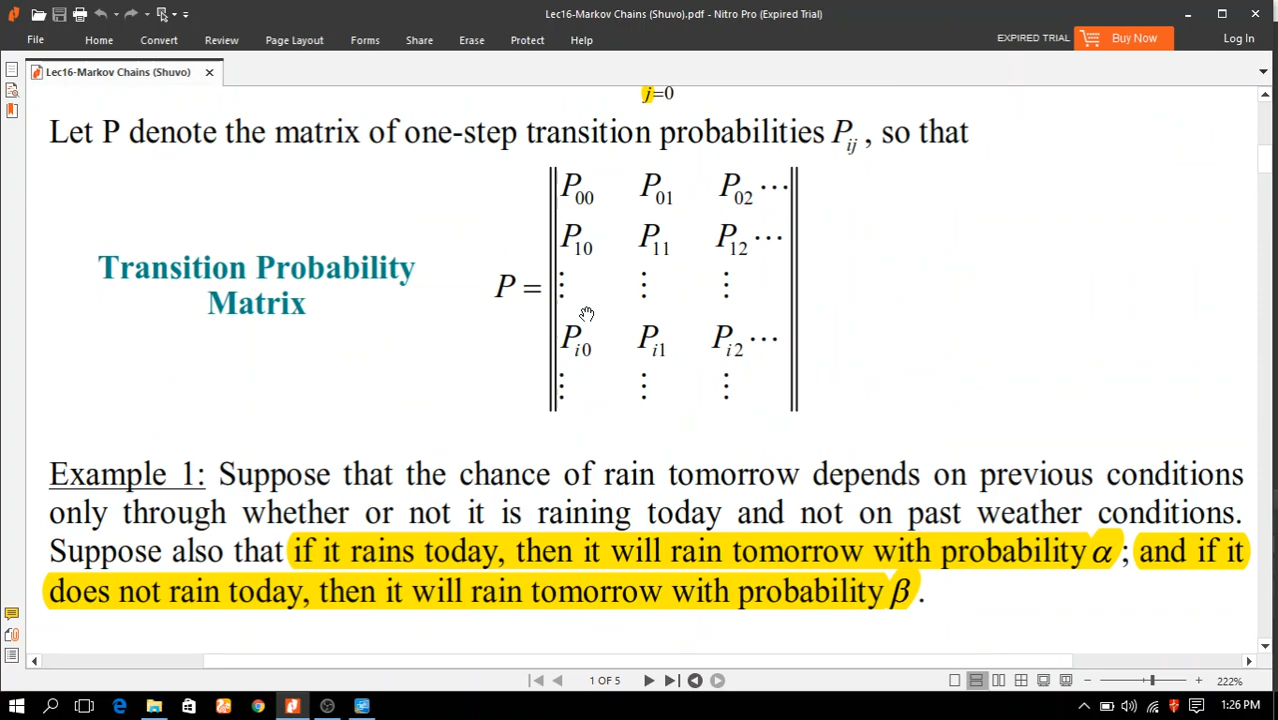 Lec16-Markov Chains (Shuvo).pdf - Nitro Pro (Expired Trial)
File Home Convert Review Page Layout Forms Share Erase Protect Help EXPIRED TRIAL Buy Now Log In
Lec16-Markov Chains (Shuvo)
j=0
Let P denote the matrix of one-step transition probabilities P_ij , so that
P_00 P_01 P_02 ⋯
P_10 P_11 P_12 ⋯
Transition Probability
Matrix
P = ⋮ ⋮ ⋮
P_i0 P_i1 P_i2 ⋯
⋮ ⋮ ⋮
Example 1: Suppose that the chance of rain tomorrow depends on previous conditions
only through whether or not it is raining today and not on past weather conditions.
Suppose also that if it rains today, then it will rain tomorrow with probability α ; and if it
does not rain today, then it will rain tomorrow with probability β .
1 OF 5
222%
1:26 PM